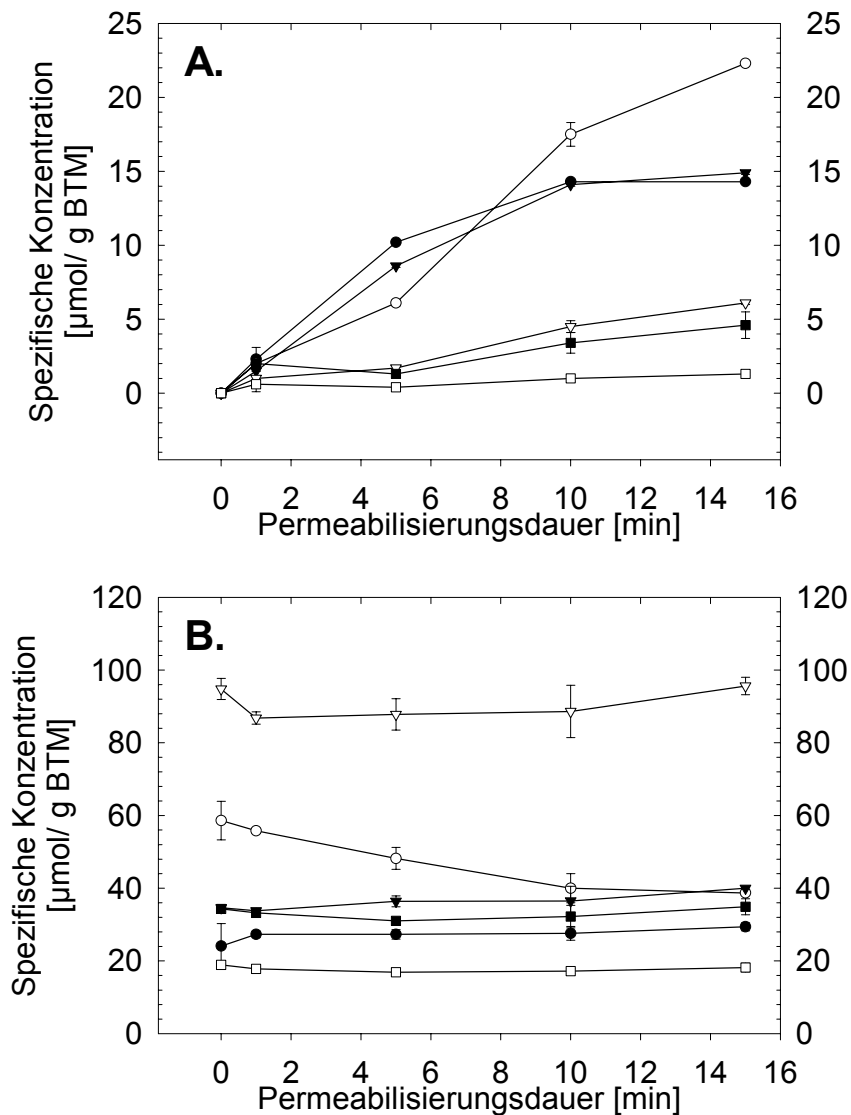 A.
Spezifische Konzentration
[µmol/ g BTM]
25
20
15
10
5
0
25
20
15
10
5
0
0 2 4 6 8 10 12 14 16
Permeabilisierungsdauer [min]
B.
Spezifische Konzentration
[µmol/ g BTM]
120
100
80
60
40
20
0
120
100
80
60
40
20
0
0 2 4 6 8 10 12 14 16
Permeabilisierungsdauer [min]